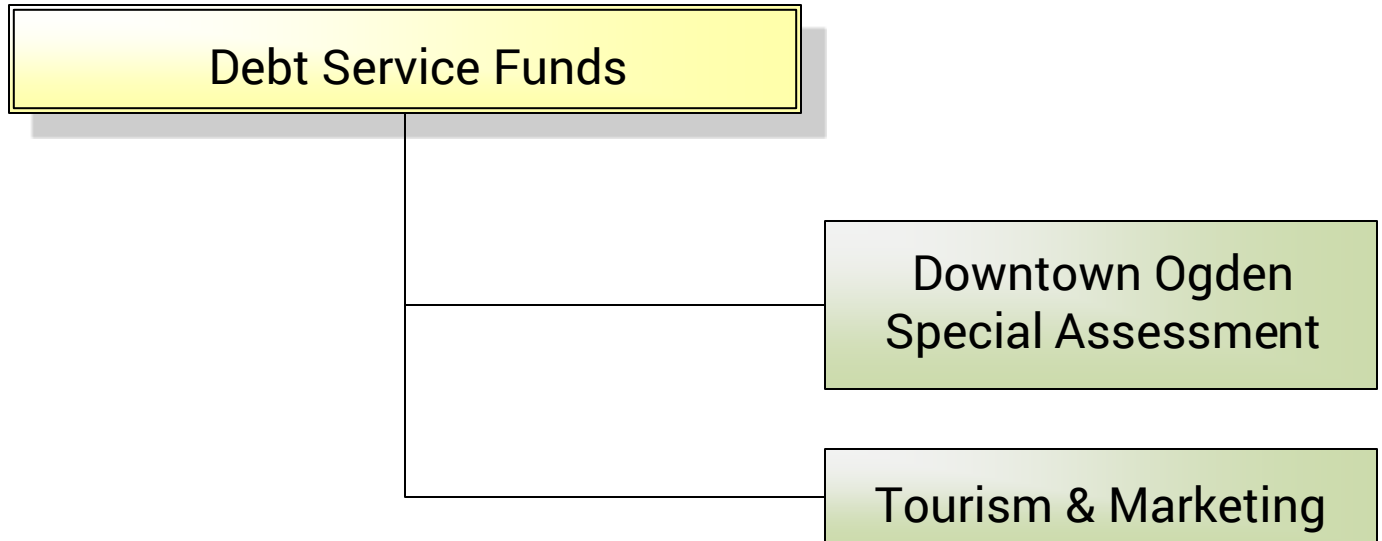 Debt Service Funds
Downtown Ogden
Special Assessment
Tourism & Marketing